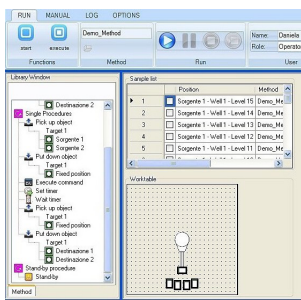 RUN MANUAL LOG OPTIONS
start execute
Functions
Demo_Method
Method
Run
Name: Daniela
Role: Operato
User
Library Window
Destinazione 2
Single Procedures
Pick up object
Target 1
Sorgente 1
Sorgente 2
Put down object
Target 1
Fixed position
Execute command
Set timer
Wait timer
Pick up object
Target 1
Fixed position
Put down object
Target 1
Destinazione 1
Destinazione 2
Stand-by procedure
Stand-by
Method
Sample list
Position Method
1 Sorgente 1 - Well 1 - Level 15 Demo_Me
2 Sorgente 1 - Well 1 - Level 14 Demo_Me
3 Sorgente 1 - Well 1 - Level 13 Demo_Me
4 Sorgente 1 - Well 1 - Level 12 Demo_Me
5 Sorgente 1 - Well 1 - Level 11 Demo_Me
Worktable